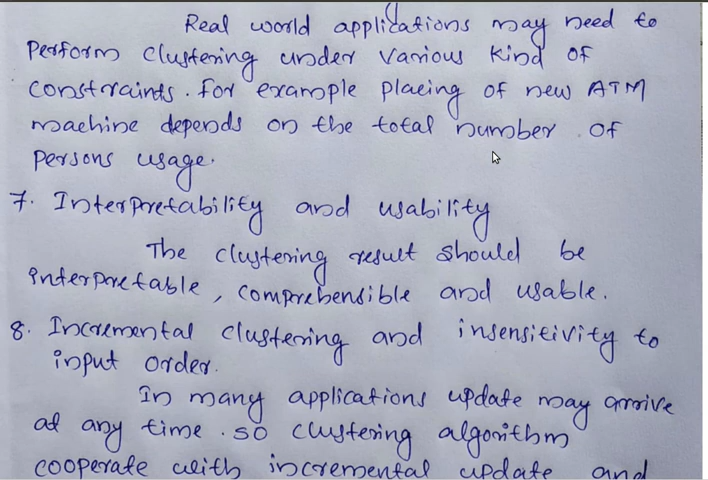 Real world applications may need to
Perform clustering under various kind of
constraints. For example placing of new ATM
machine depends on the total number of
persons usage.
7. Interpretability and usability
The clustering result should be
interpretable, comprehensible and usable.
8. Incremental clustering and insensitivity to
input order.
In many applications update may arrive
at any time. so clustering algorithm
cooperate with incremental update and